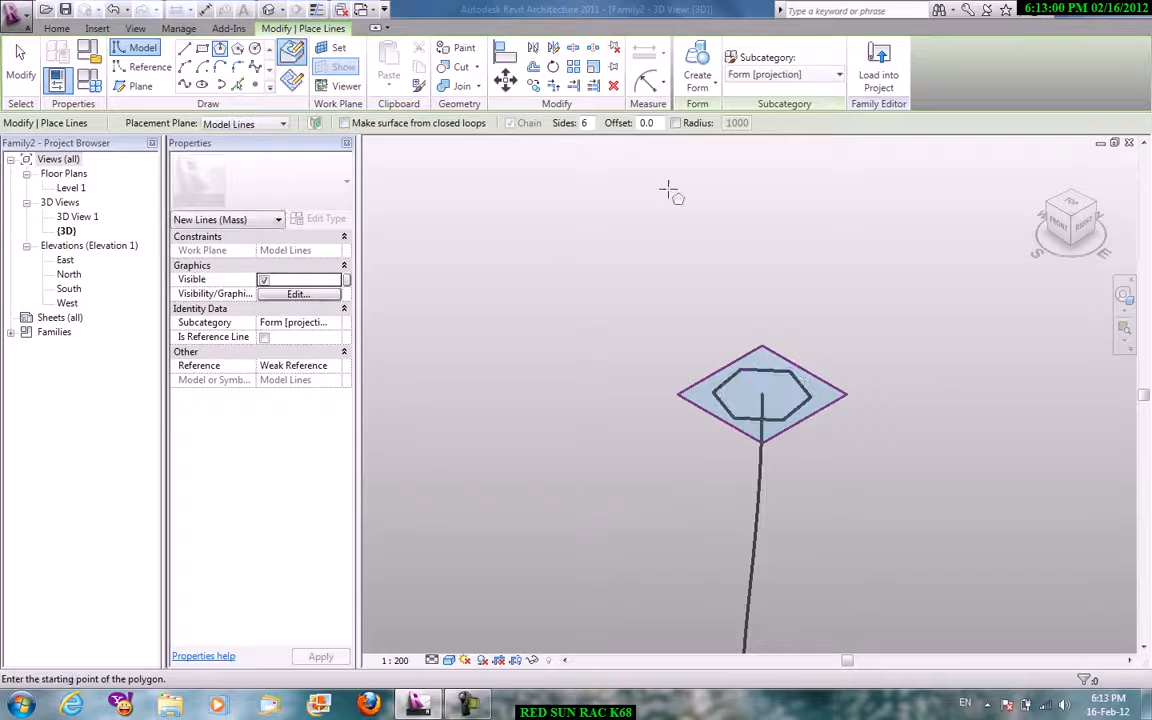 Autodesk Revit Architecture 2011 - [Family2 - 3D View: {3D}]
Type a keyword or phrase
6:13:00 PM 02/16/2012
Home Insert View Manage Add-Ins Modify | Place Lines
Modify
Model
Reference
Plane
Set
Show
Viewer
Paste
Paint
Cut
Join
Create
Form
Subcategory:
Form [projection]
Load into
Project
Select Properties Draw Work Plane Clipboard Geometry Modify Measure Form Subcategory Family Editor
Modify | Place Lines Placement Plane: Model Lines Make surface from closed loops Chain Sides: 6 Offset: 0.0 Radius: 1000
Family2 - Project Browser
Views (all)
Floor Plans
Level 1
3D Views
3D View 1
{3D}
Elevations (Elevation 1)
East
North
South
West
Sheets (all)
Families
Properties
New Lines (Mass) Edit Type
Constraints
Work Plane Model Lines
Graphics
Visible
Visibility/Graphi... Edit...
Identity Data
Subcategory Form [projecti...
Is Reference Line
Other
Reference Weak Reference
Model or Symb... Model Lines
Properties help Apply
TOP
FRONT
RIGHT
S
E
1 : 200
Enter the starting point of the polygon.
:0
EN
6:13 PM
16-Feb-12
RED SUN RAC K68